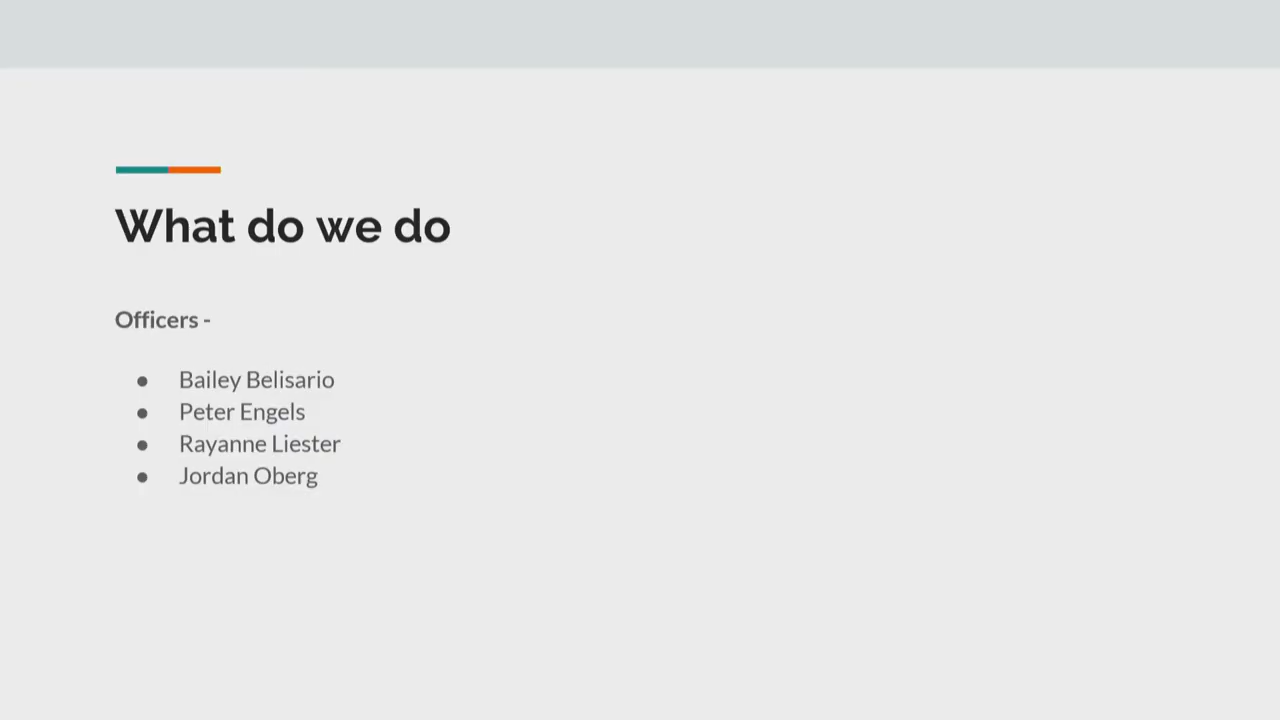 What do we do
Officers -
● Bailey Belisario
● Peter Engels
● Rayanne Liester
● Jordan Oberg